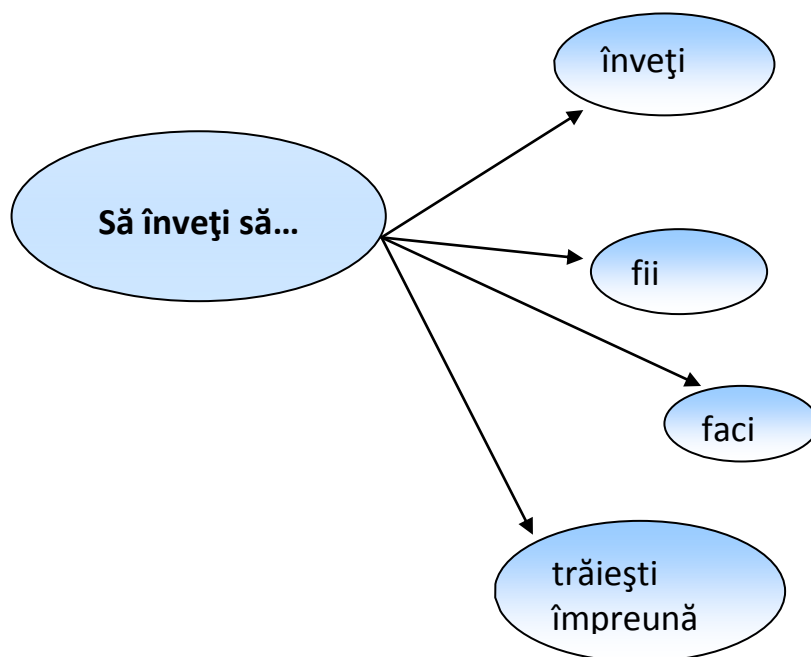 înveţi
Să înveţi să…
fii
faci
trăieşti
împreună